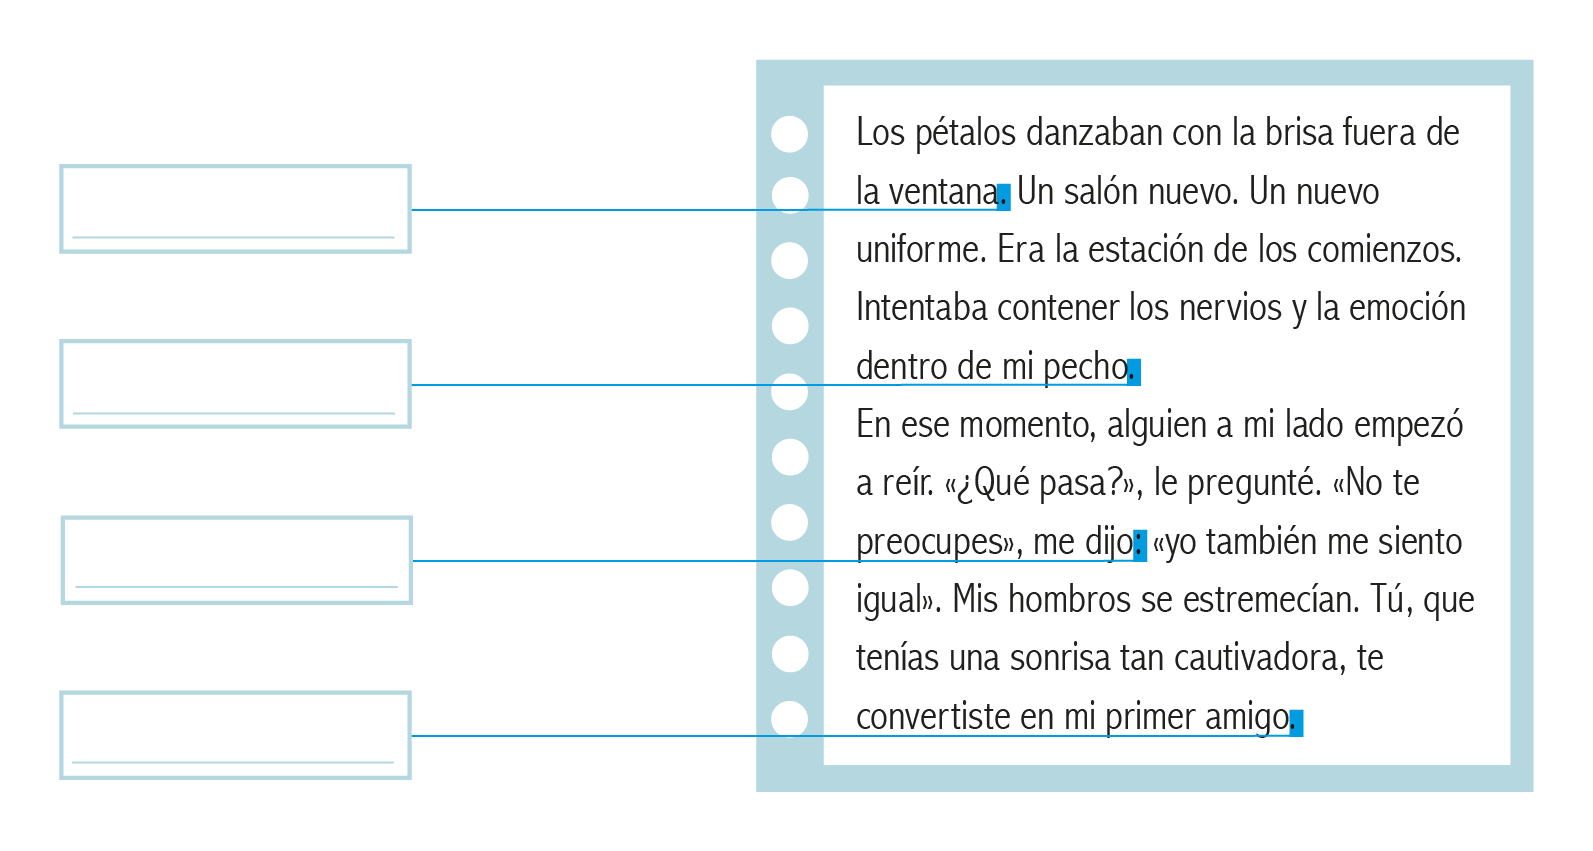 Los pétalos danzaban con la brisa fuera de
la ventana. Un salón nuevo. Un nuevo
uniforme. Era la estación de los comienzos.
Intentaba contener los nervios y la emoción
dentro de mi pecho.
En ese momento, alguien a mi lado empezó
a reír. «¿Qué pasa?», le pregunté. «No te
preocupes», me dijo: «yo también me siento
igual». Mis hombros se estremecían. Tú, que
tenías una sonrisa tan cautivadora, te
convertiste en mi primer amigo.